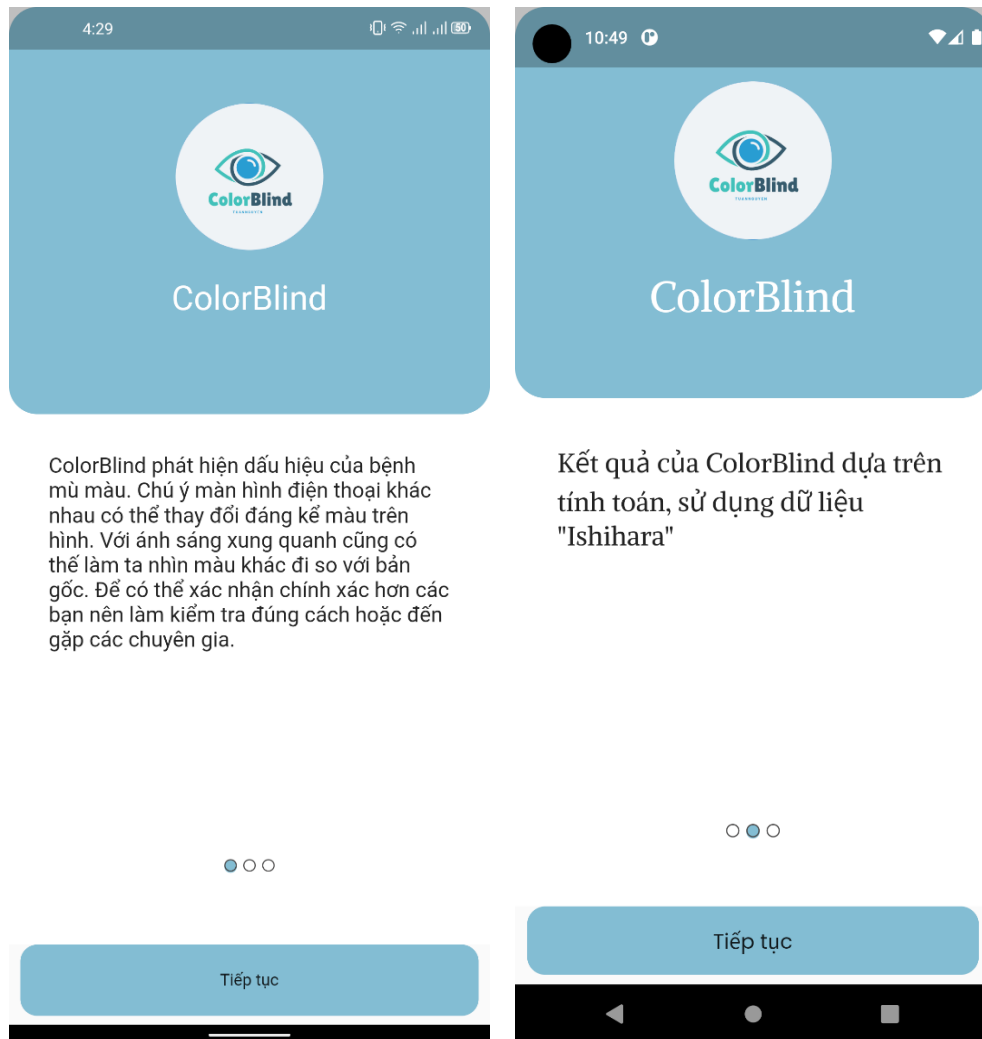 4:29
50
ColorBlind
ColorBlind
ColorBlind phát hiện dấu hiệu của bệnh
mù màu. Chú ý màn hình điện thoại khác
nhau có thể thay đổi đáng kể màu trên
hình. Với ánh sáng xung quanh cũng có
thể làm ta nhìn màu khác đi so với bản
gốc. Để có thể xác nhận chính xác hơn các
bạn nên làm kiểm tra đúng cách hoặc đến
gặp các chuyên gia.
Tiếp tục
10:49
ColorBlind
ColorBlind
Kết quả của ColorBlind dựa trên
tính toán, sử dụng dữ liệu
"Ishihara"
Tiếp tục